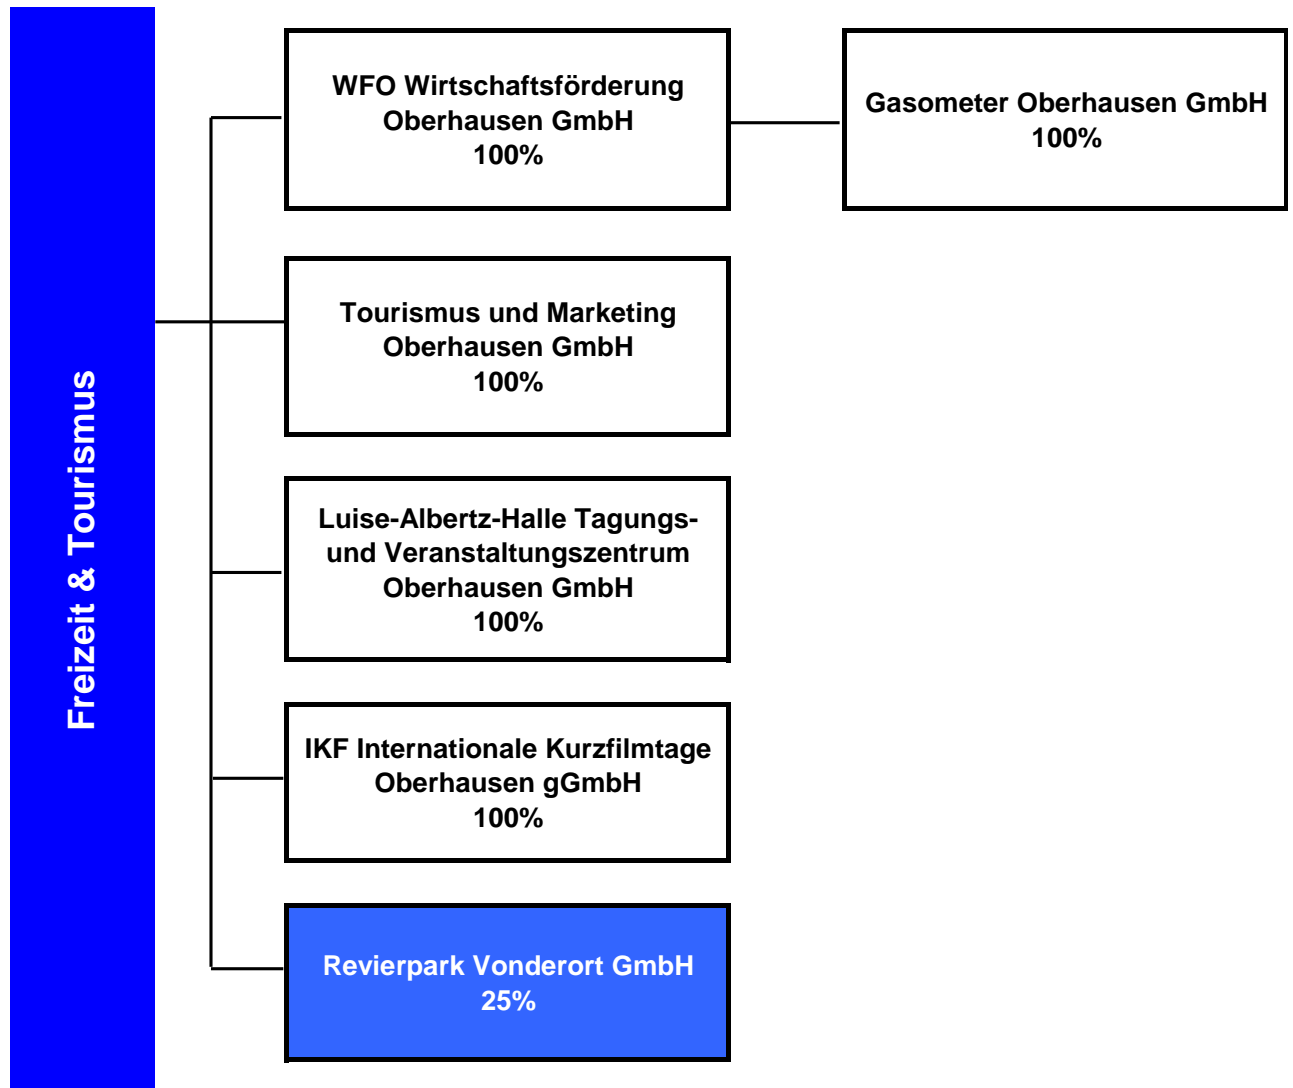 Freizeit & Tourismus
WFO Wirtschaftsförderung
Oberhausen GmbH
100%
Gasometer Oberhausen GmbH
100%
Tourismus und Marketing
Oberhausen GmbH
100%
Luise-Albertz-Halle Tagungs-
und Veranstaltungszentrum
Oberhausen GmbH
100%
IKF Internationale Kurzfilmtage
Oberhausen gGmbH
100%
Revierpark Vonderort GmbH
25%